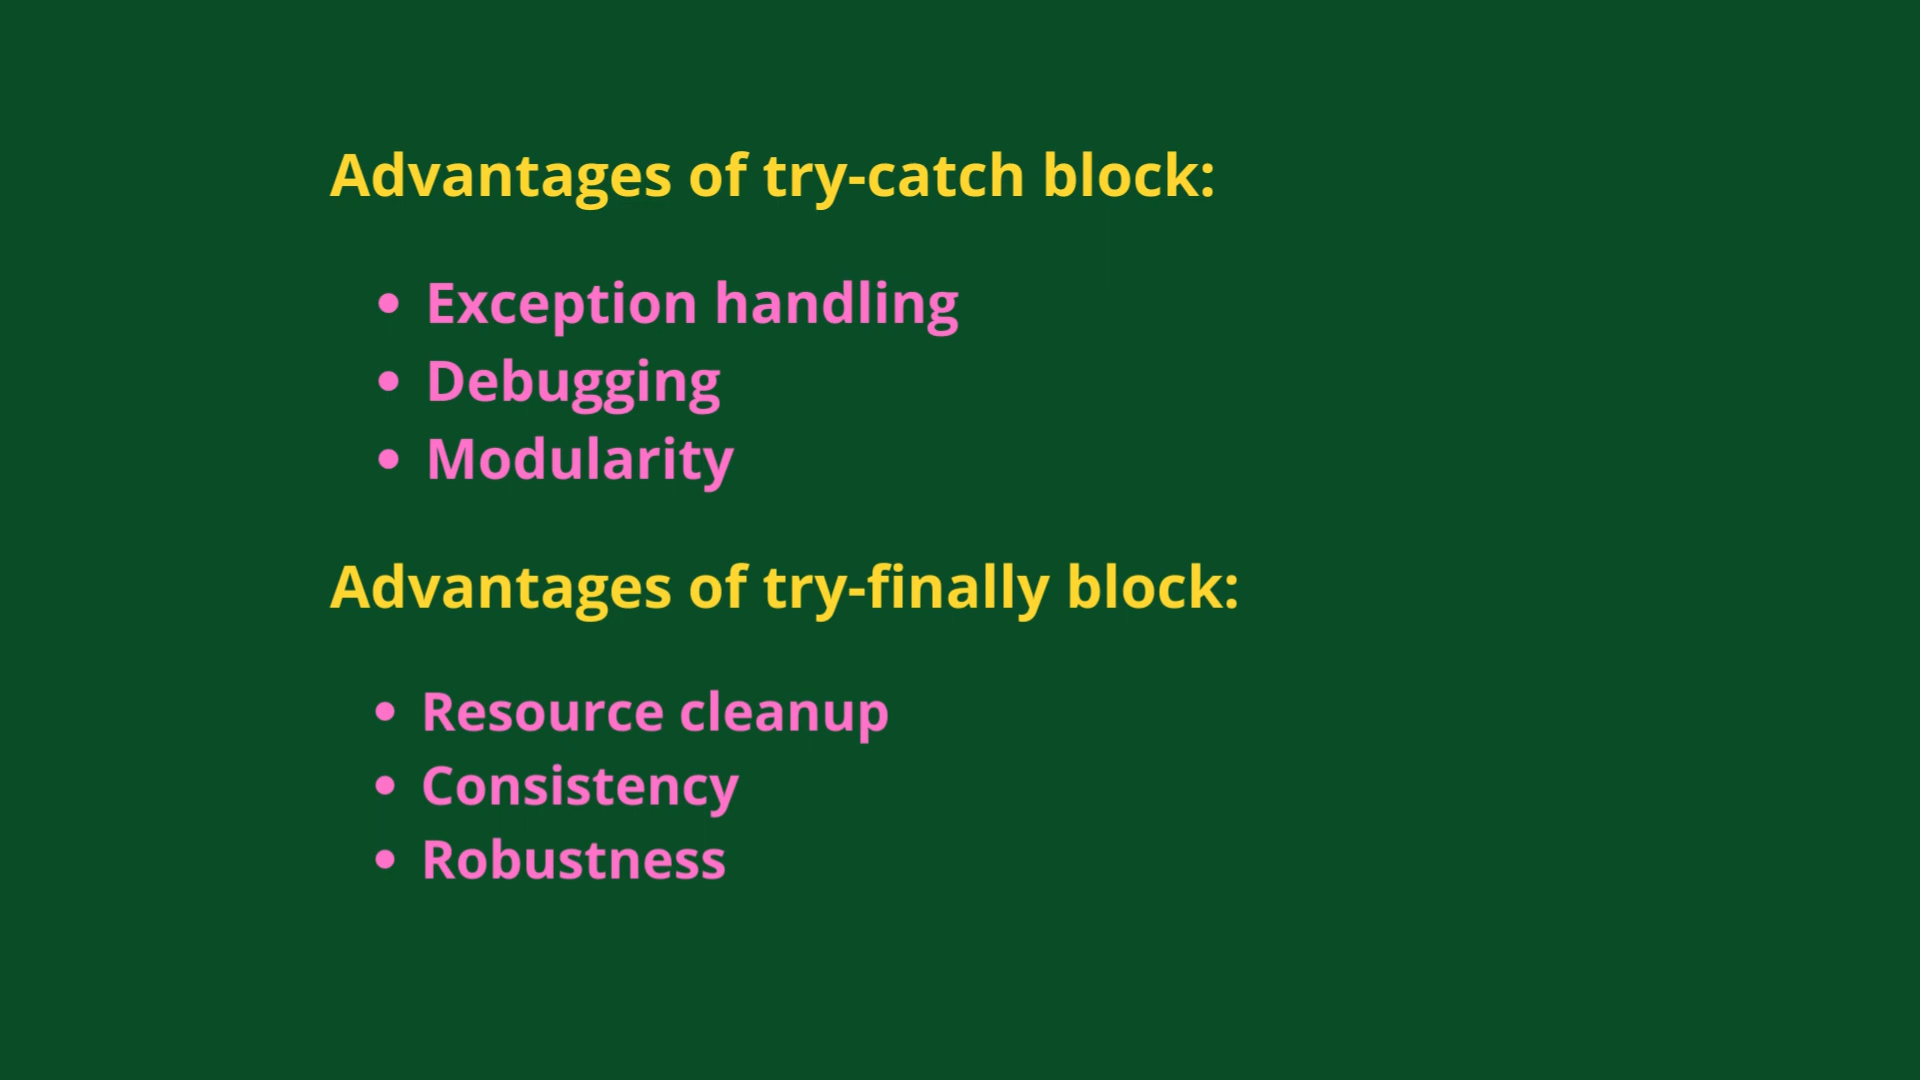 Advantages of try-catch block:
• Exception handling
• Debugging
• Modularity
Advantages of try-finally block:
• Resource cleanup
• Consistency
• Robustness